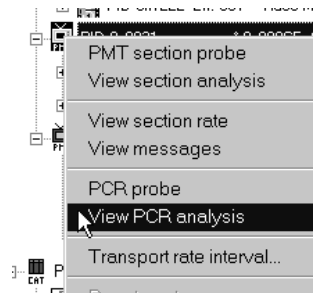 PMT section probe
View section analysis
View section rate
View messages
PCR probe
View PCR analysis
Transport rate interval...
CAT P